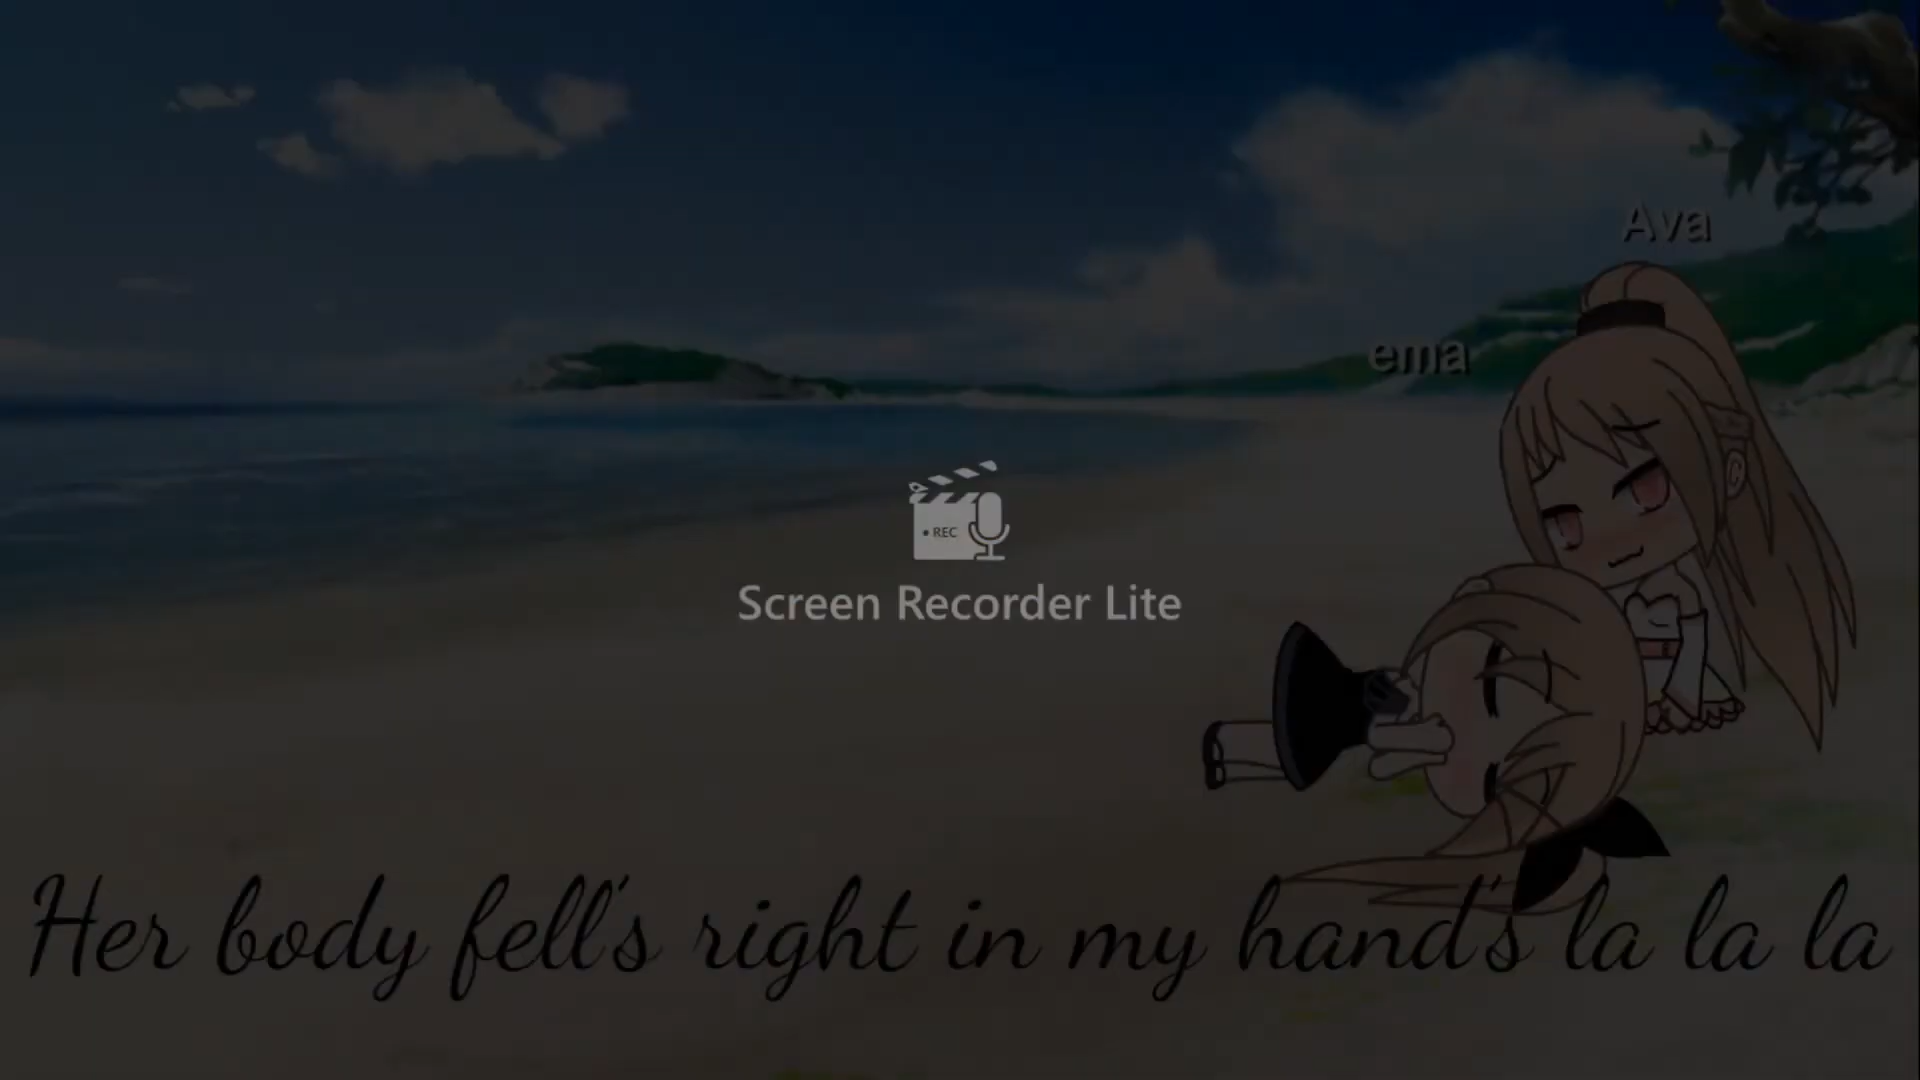 Ava
ema
REC
Screen Recorder Lite
Her body fell's right in my hand's la la la